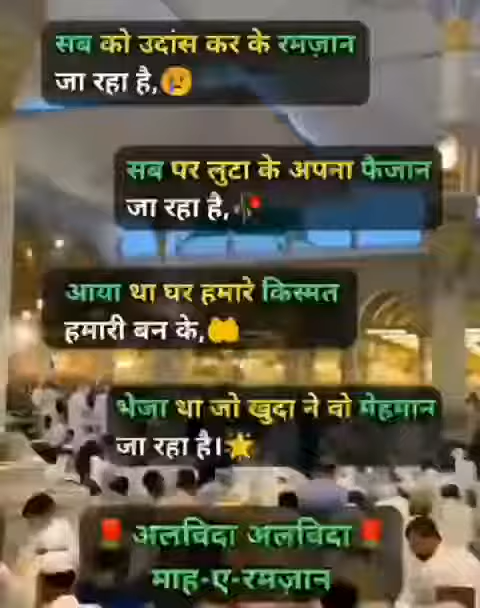 सब को उदांस कर के रमज़ान
जा रहा है,😢
सब पर लुटा के अपना फैजान
जा रहा है,🥀
आया था घर हमारे किस्मत
हमारी बन के,🤲
भेजा था जो खुदा ने वो मेहमान
जा रहा है।🌟
🌹अलविदा अलविदा🌹
माह-ए-रमज़ान